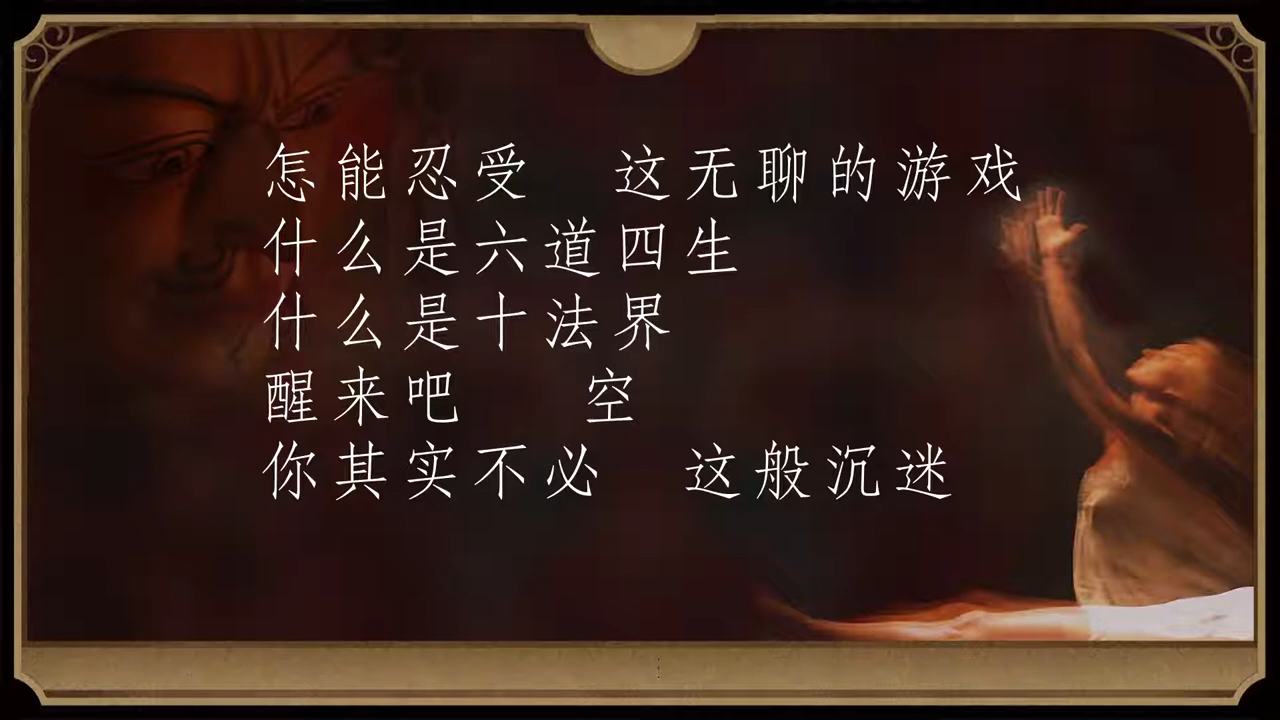 怎能忍受　这无聊的游戏
什么是六道四生
什么是十法界
醒来吧　　空
你其实不必　这般沉迷